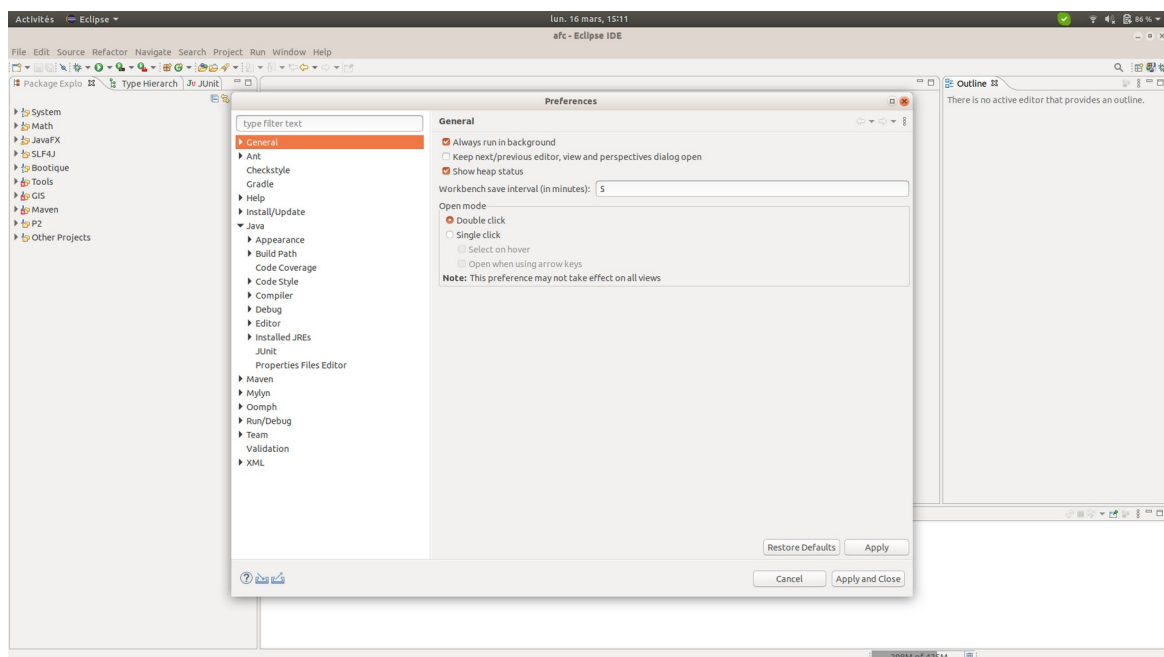 Activités Eclipse lun. 16 mars, 15:11 86 %
afc - Eclipse IDE
File Edit Source Refactor Navigate Search Project Run Window Help
Package Explo Type Hierarch JUnit
Outline
There is no active editor that provides an outline.
System
Math
JavaFX
SLF4J
Bootique
Tools
GIS
Maven
P2
Other Projects
Preferences
type filter text
General
Ant
Checkstyle
Gradle
Help
Install/Update
Java
Appearance
Build Path
Code Coverage
Code Style
Compiler
Debug
Editor
Installed JREs
JUnit
Properties Files Editor
Maven
Mylyn
Oomph
Run/Debug
Team
Validation
XML
General
Always run in background
Keep next/previous editor, view and perspectives dialog open
Show heap status
Workbench save interval (in minutes): 5
Open mode
Double click
Single click
Select on hover
Open when using arrow keys
Note: This preference may not take effect on all views
Restore Defaults Apply
Cancel Apply and Close